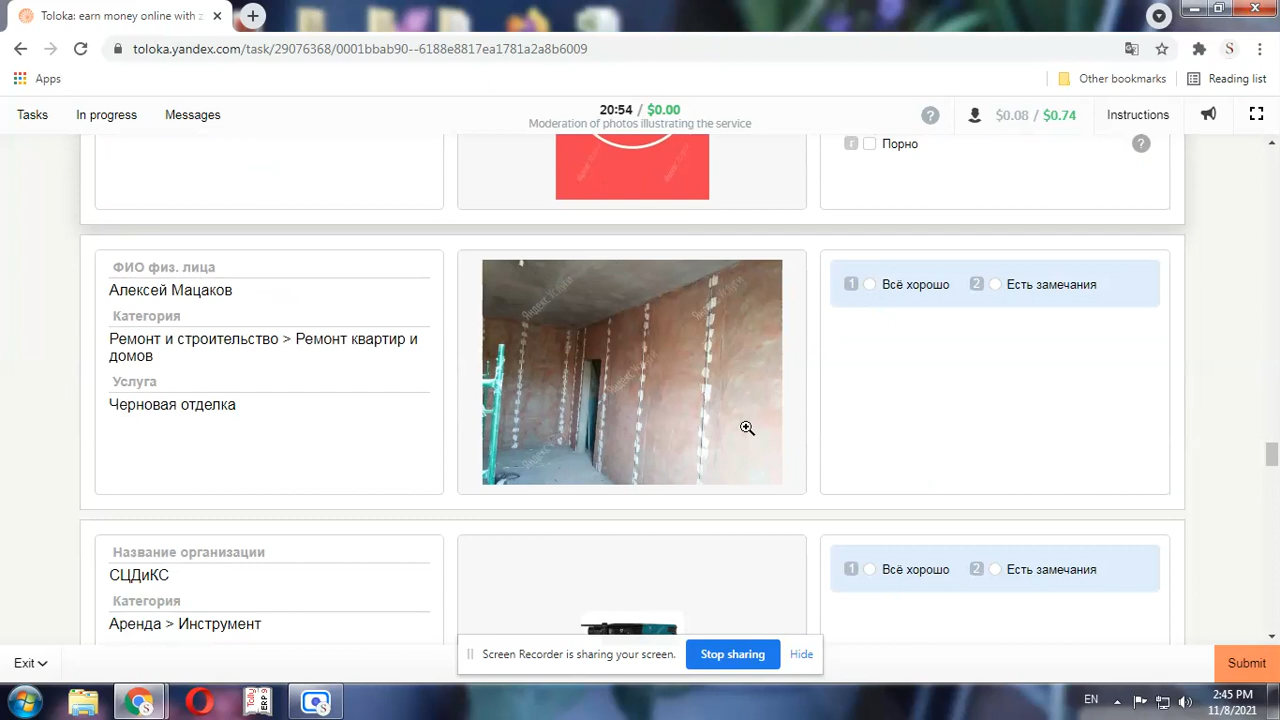 Toloka: earn money online with z
toloka.yandex.com/task/29076368/0001bbab90--6188e8817ea1781a2a8b6009
S
Apps
Other bookmarks
Reading list
Tasks
In progress
Messages
20:54 / $0.00
Moderation of photos illustrating the service
?
$0.08 / $0.74
Instructions
r Порно
?
ФИО физ. лица
Алексей Мацаков
Категория
Ремонт и строительство > Ремонт квартир и
домов
Услуга
Черновая отделка
Яндекс.Услуги
1 Всё хорошо
2 Есть замечания
Название организации
СЦДиКС
Категория
Аренда > Инструмент
1 Всё хорошо
2 Есть замечания
Screen Recorder is sharing your screen.
Stop sharing
Hide
Exit
Submit
EN
2:45 PM
11/8/2021